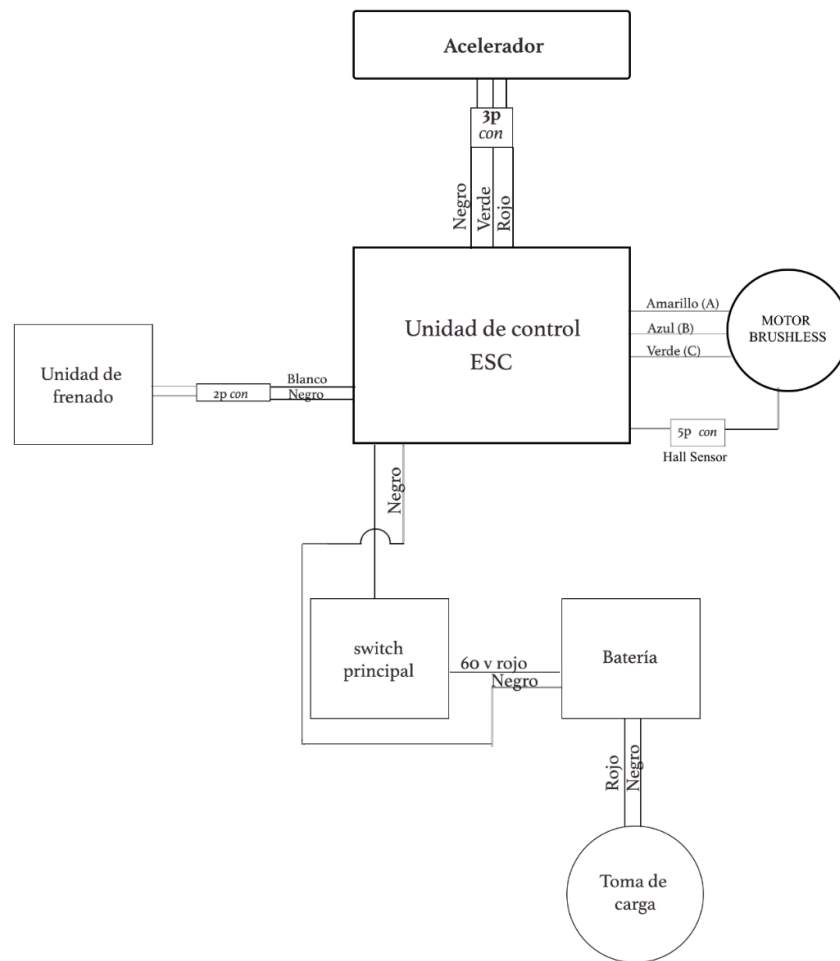 Acelerador
3p
con
Negro
Verde
Rojo
Unidad de control
ESC
Amarillo (A)
Azul (B)
Verde (C)
MOTOR
BRUSHLESS
Unidad de
frenado
2p con
Blanco
Negro
5p con
Hall Sensor
Negro
switch
principal
60 v rojo
Negro
Batería
Rojo
Negro
Toma de
carga